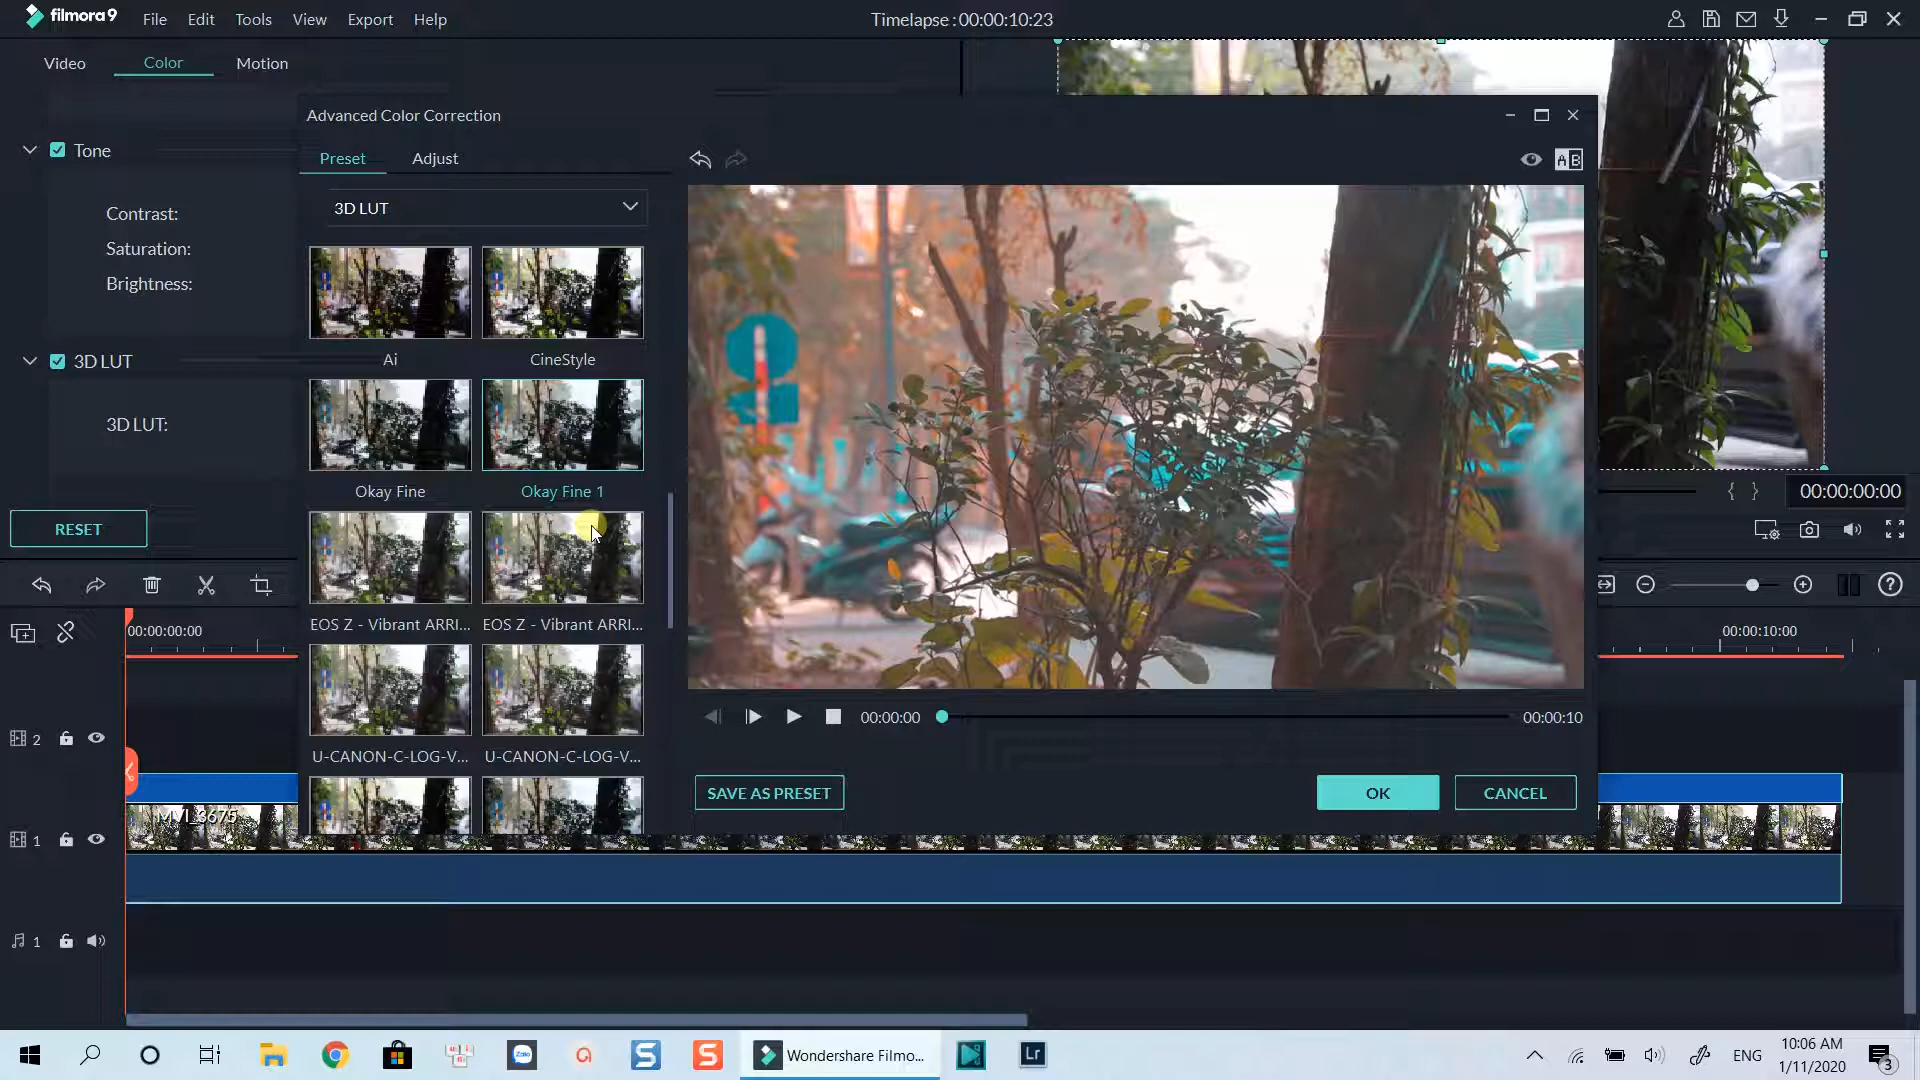 filmora9
File Edit Tools View Export Help
Timelapse : 00:00:10:23
Video Color Motion
Advanced Color Correction
Preset Adjust
Tone
A B
3D LUT
Contrast:
Saturation:
Brightness:
Ai CineStyle
3D LUT
3D LUT:
Okay Fine Okay Fine 1
{ } 00:00:00:00
RESET
EOS Z - Vibrant ARRI... EOS Z - Vibrant ARRI...
00:00:00:00
00:00:10:00
00:00:00
00:00:10
2
U-CANON-C-LOG-V... U-CANON-C-LOG-V...
SAVE AS PRESET OK CANCEL
MVI_3675
1
1
Wondershare Filmo...
Lr
Zalo
ENG
10:06 AM
1/11/2020
3